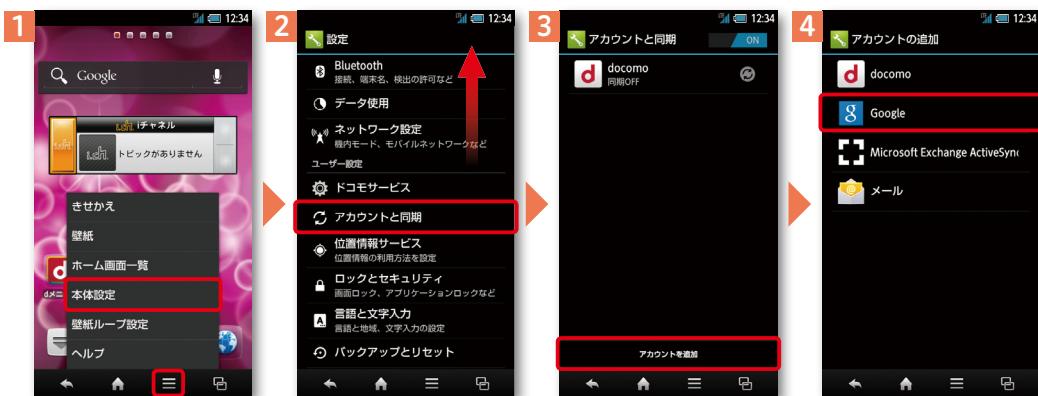 1
12:34
Google
i.ch iチャネル
i.ch
i.ch
トピックがありません
きせかえ
壁紙
ホーム画面一覧
本体設定
壁紙ループ設定
ヘルプ
d
dメニ
2
12:34
設定
Bluetooth
接続、端末名、検出の許可など
データ使用
ネットワーク設定
機内モード、モバイルネットワークなど
ユーザー設定
ドコモサービス
アカウントと同期
位置情報サービス
位置情報の利用方法を設定
ロックとセキュリティ
画面ロック、アプリケーションロックなど
A
言語と文字入力
言語と地域、文字入力の設定
バックアップとリセット
3
12:34
アカウントと同期
ON
d
docomo
同期OFF
アカウントを追加
4
12:34
アカウントの追加
d
docomo
g
Google
Microsoft Exchange ActiveSync
@
メール